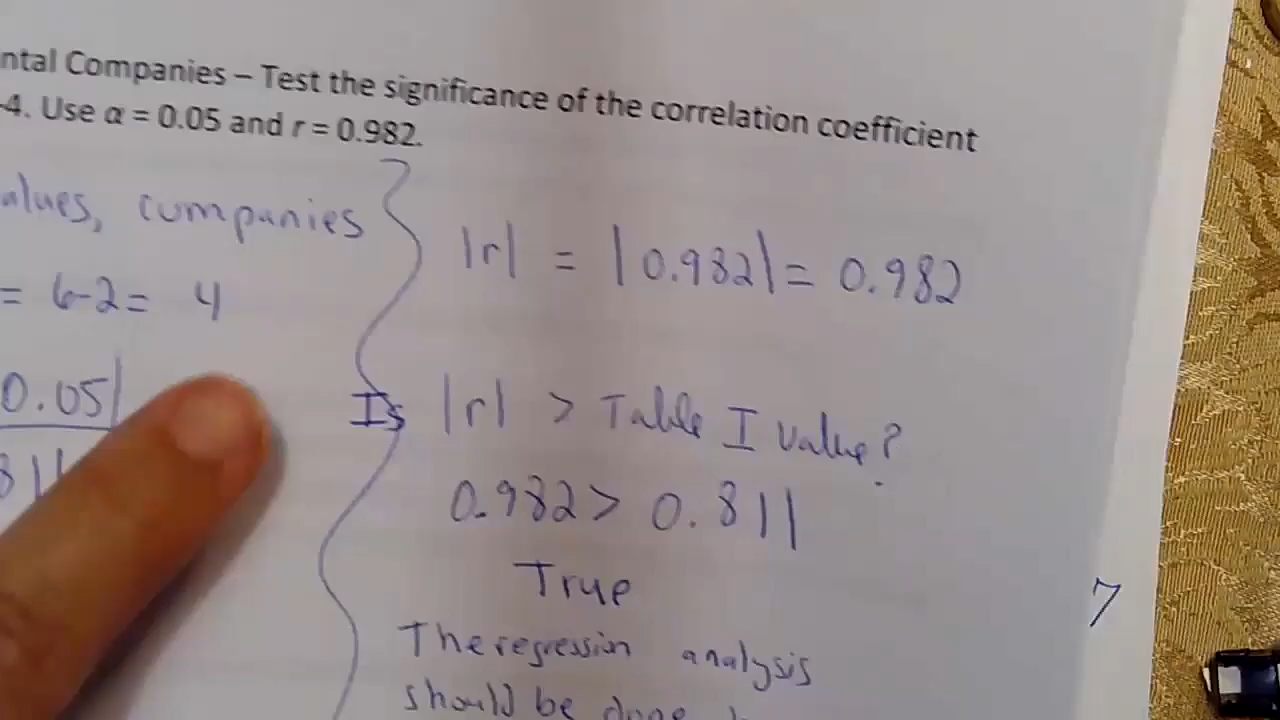 ntal Companies – Test the significance of the correlation coefficient
-4. Use α = 0.05 and r = 0.982.
alues, companies
= 6-2= 4
0.05
811
|r| = |0.982| = 0.982
Is |r| > Table I value?
0.982 > 0.811
True
The regression analysis
should be done
7